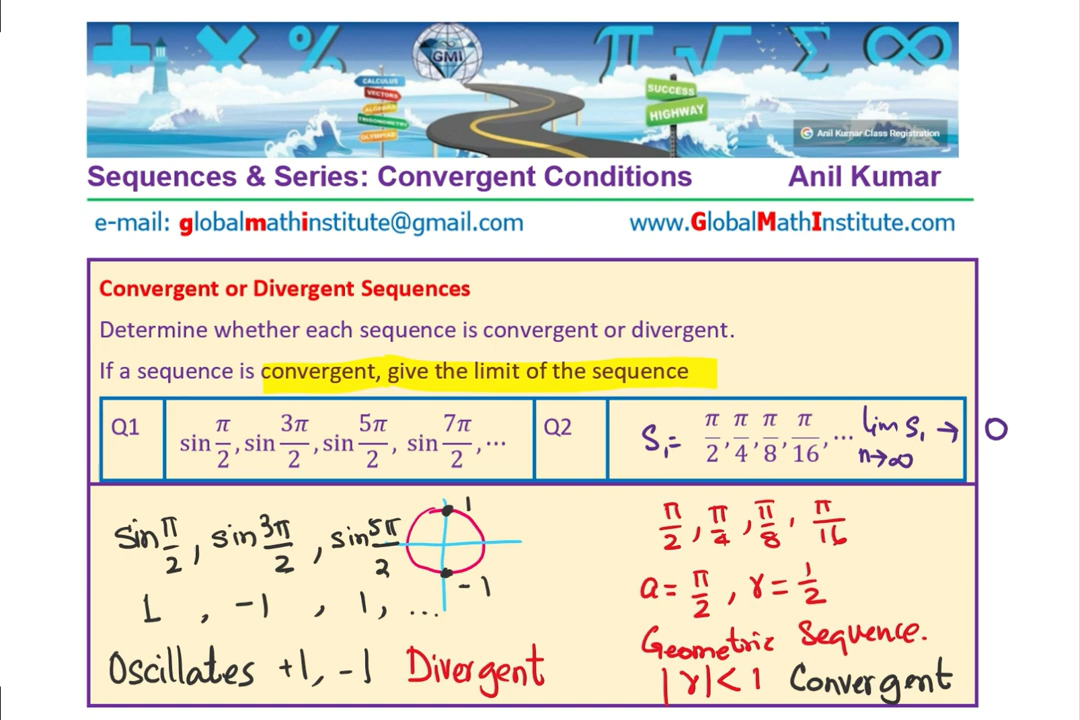 GMI
CALCULUS
VECTORS
ALGEBRA
TRIGONOMETRY
OLYMPIAD
SUCCESS
HIGHWAY
Anil Kumar Class Registration
Sequences & Series: Convergent Conditions Anil Kumar
e-mail: globalmathinstitute@gmail.com www.GlobalMathInstitute.com
Convergent or Divergent Sequences
Determine whether each sequence is convergent or divergent.
If a sequence is convergent, give the limit of the sequence
Q1 sin π/2, sin 3π/2, sin 5π/2, sin 7π/2, ⋯
Q2 S₁= π/2, π/4, π/8, π/16, ⋯ lim n→∞ S₁ → 0
sin π/2, sin 3π/2, sin 5π/2
1
-1
1, -1, 1, ...
Oscillates +1, -1 Divergent
π/2, π/4, π/8, π/16
a = π/2, r = 1/2
Geometric Sequence.
|r| < 1 Convergent